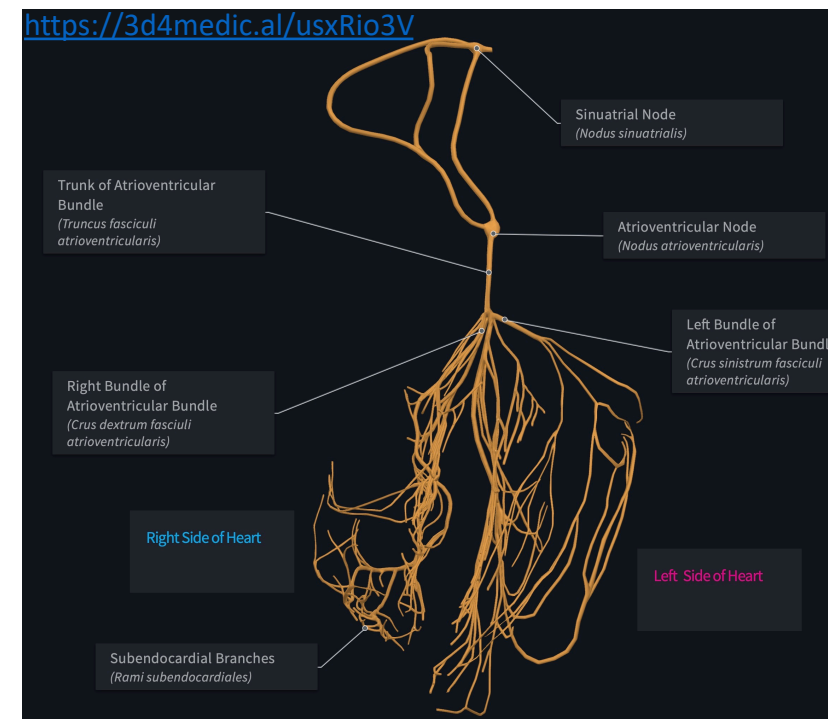 https://3d4medic.al/usxRio3V
Sinuatrial Node
(Nodus sinuatrialis)
Trunk of Atrioventricular
Bundle
(Truncus fasciculi
atrioventricularis)
Atrioventricular Node
(Nodus atrioventricularis)
Left Bundle of
Atrioventricular Bundl
(Crus sinistrum fasciculi
atrioventricularis)
Right Bundle of
Atrioventricular Bundle
(Crus dextrum fasciuli
atrioventricularis)
Right Side of Heart
Left Side of Heart
Subendocardial Branches
(Rami subendocardiales)